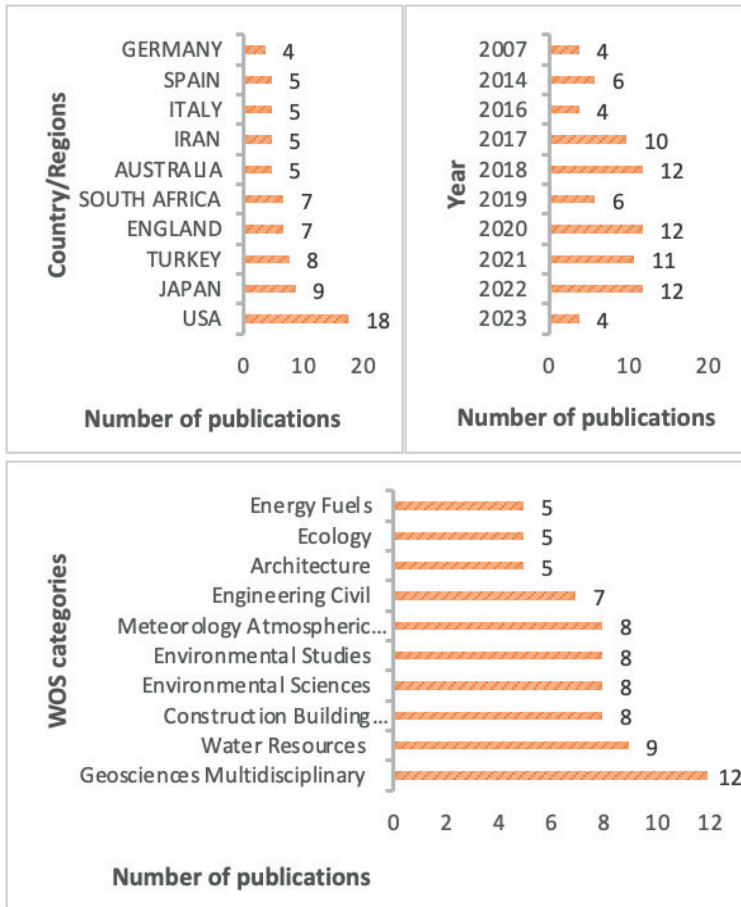 GERMANY 4
SPAIN 5
ITALY 5
IRAN 5
AUSTRALIA 5
SOUTH AFRICA 7
ENGLAND 7
TURKEY 8
JAPAN 9
USA 18
0 10 20
Number of publications
Country/Regions
2007 4
2014 6
2016 4
2017 10
2018 12
2019 6
2020 12
2021 11
2022 12
2023 4
0 10 20
Number of publications
Year
Energy Fuels 5
Ecology 5
Architecture 5
Engineering Civil 7
Meteorology Atmospheric... 8
Environmental Studies 8
Environmental Sciences 8
Construction Building... 8
Water Resources 9
Geosciences Multidisciplinary 12
0 2 4 6 8 10 12
Number of publications
WOS categories